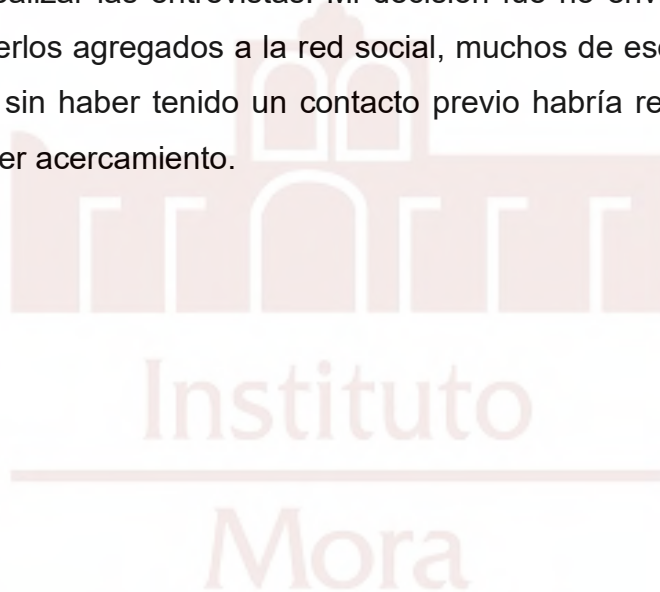 ealizar las entrevistas. Mi decisión fue no env
erlos agregados a la red social, muchos de es
sin haber tenido un contacto previo habría re
er acercamiento.
Instituto
Mora